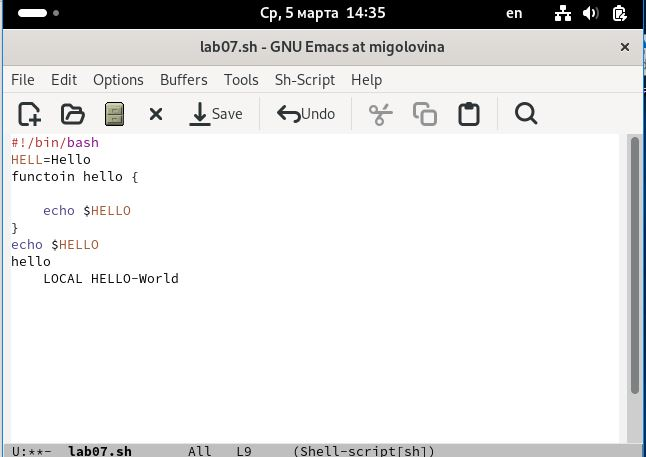 Ср, 5 марта 14:35 en
lab07.sh - GNU Emacs at migolovina
File Edit Options Buffers Tools Sh-Script Help
Save Undo
#!/bin/bash
HELL=Hello
functoin hello {
echo $HELLO
}
echo $HELLO
hello
LOCAL HELLO-World
U:**- lab07.sh All L9 (Shell-script[sh])